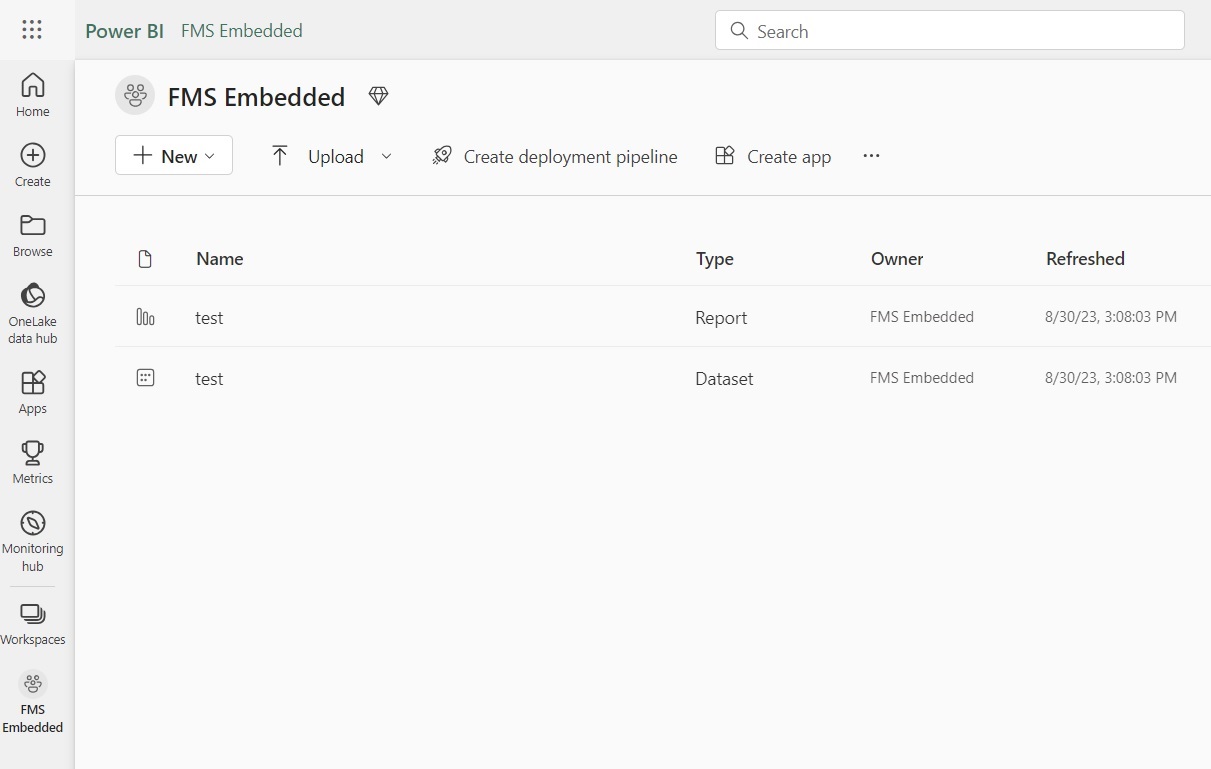 Power BI FMS Embedded
Search
Home
Create
Browse
OneLake
data hub
Apps
Metrics
Monitoring
hub
Workspaces
FMS
Embedded
FMS Embedded
New
Upload
Create deployment pipeline
Create app
Name Type Owner Refreshed
test Report FMS Embedded 8/30/23, 3:08:03 PM
test Dataset FMS Embedded 8/30/23, 3:08:03 PM